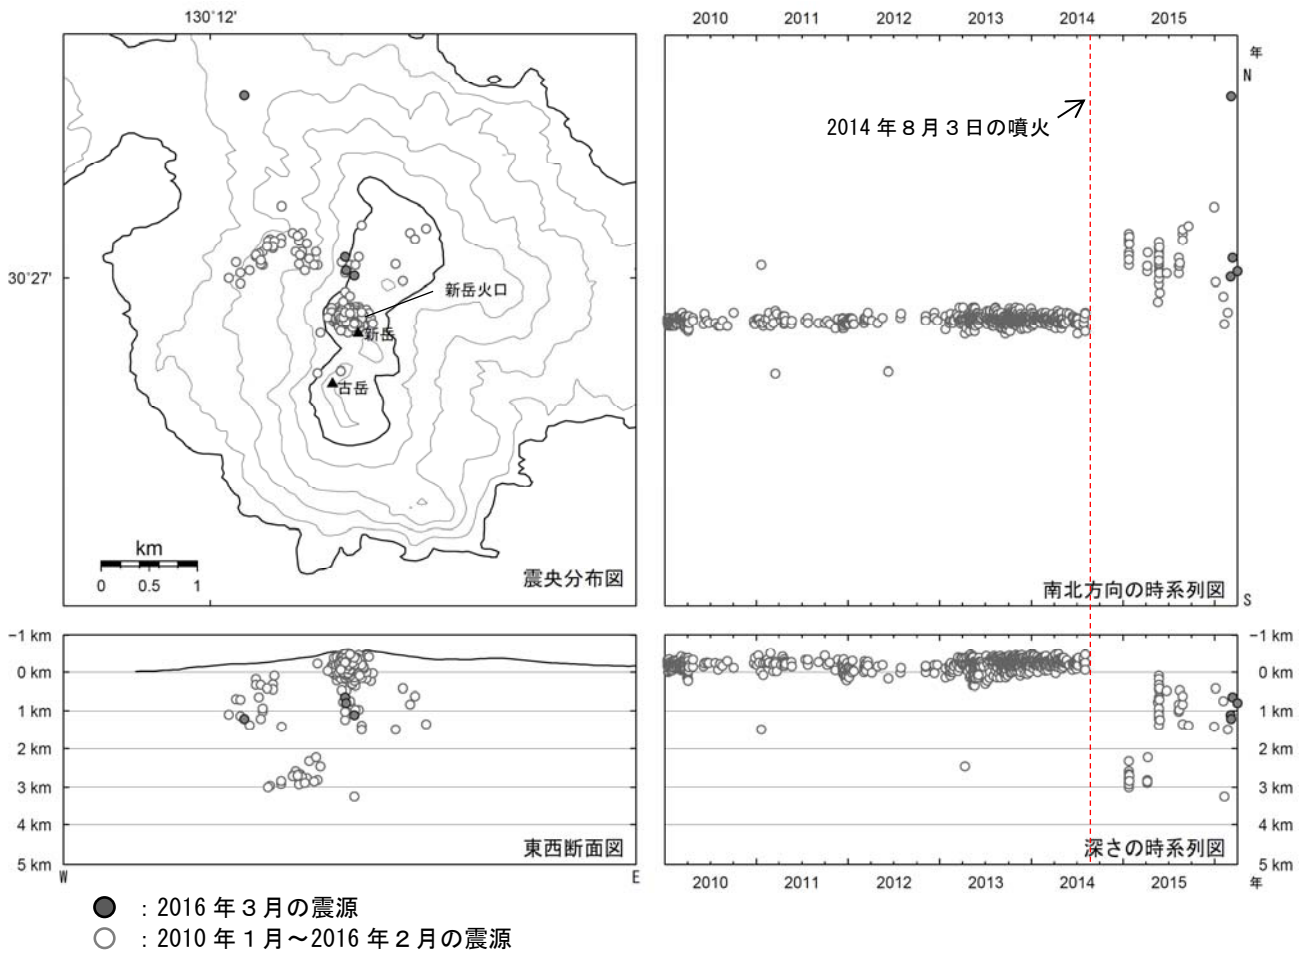 130°12'
2010 2011 2012 2013 2014 2015
年
N
2014年８月３日の噴火
30°27'
新岳火口
新岳
古岳
km
0 0.5 1
震央分布図
南北方向の時系列図
S
−1 km −1 km
0 km 0 km
1 km 1 km
2 km 2 km
3 km 3 km
4 km 4 km
東西断面図 深さの時系列図
5 km 5 km
W E
2010 2011 2012 2013 2014 2015 年
：2016年３月の震源
：2010年１月～2016年２月の震源